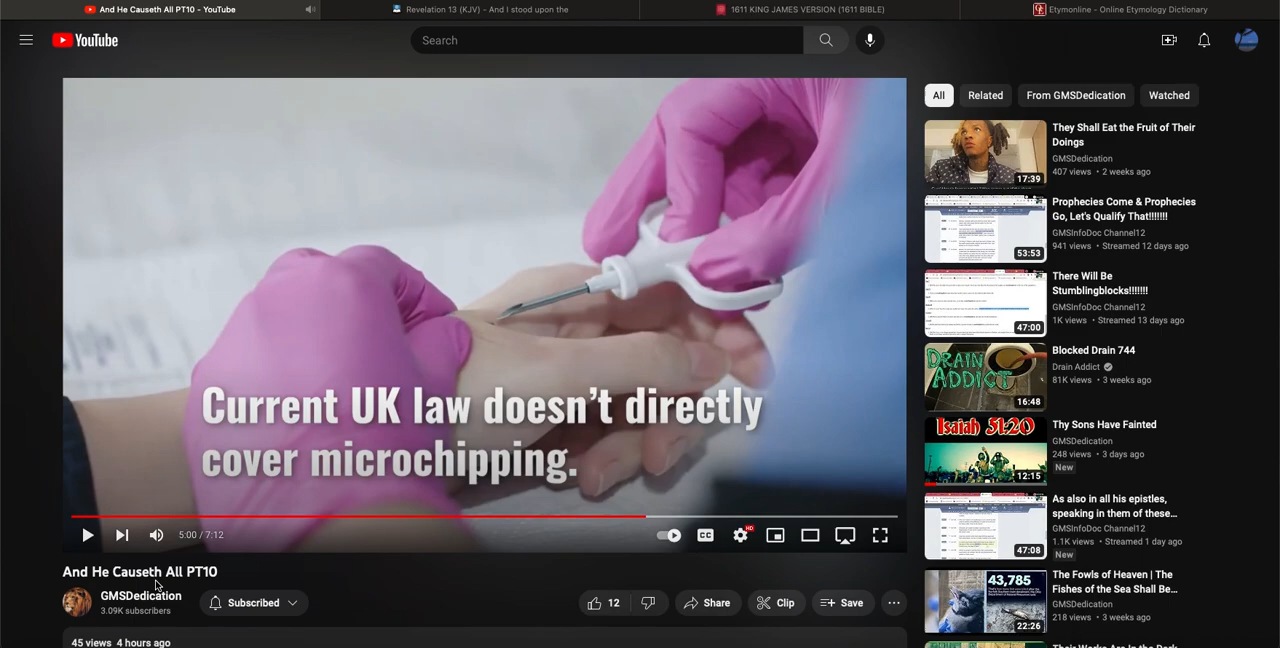 And He Causeth All PT10 - YouTube
Revelation 13 (KJV) - And I stood upon the
1611 KING JAMES VERSION (1611 BIBLE)
Etymonline - Online Etymology Dictionary
YouTube
Search
Current UK law doesn't directly
cover microchipping.
7:12
HD
And He Causeth All PT10
GMSDedication
3.09K subscribers
Subscribed
12
Share
Clip
Save
45 views 4 hours ago
All
Related
From GMSDedication
Watched
17:39
They Shall Eat the Fruit of Their
Doings
GMSDedication
407 views • 2 weeks ago
53:53
Prophecies Come & Prophecies
Go, Let's Qualify That!!!!!!!
GMSInfoDoc Channel12
941 views • Streamed 12 days ago
47:00
There Will Be
Stumblingblocks!!!!!!!
GMSInfoDoc Channel12
1K views • Streamed 13 days ago
DRAIN
ADDICT
16:48
Blocked Drain 744
Drain Addict
81K views • 3 weeks ago
Isaiah 51:20
12:15
Thy Sons Have Fainted
GMSDedication
248 views • 3 days ago
New
47:08
As also in all his epistles,
speaking in them of these...
GMSInfoDoc Channel12
1.1K views • Streamed 1 day ago
New
43,785
22:26
The Fowls of Heaven | The
Fishes of the Sea Shall Be...
GMSDedication
218 views • 3 weeks ago
Their Works Are In the Dark